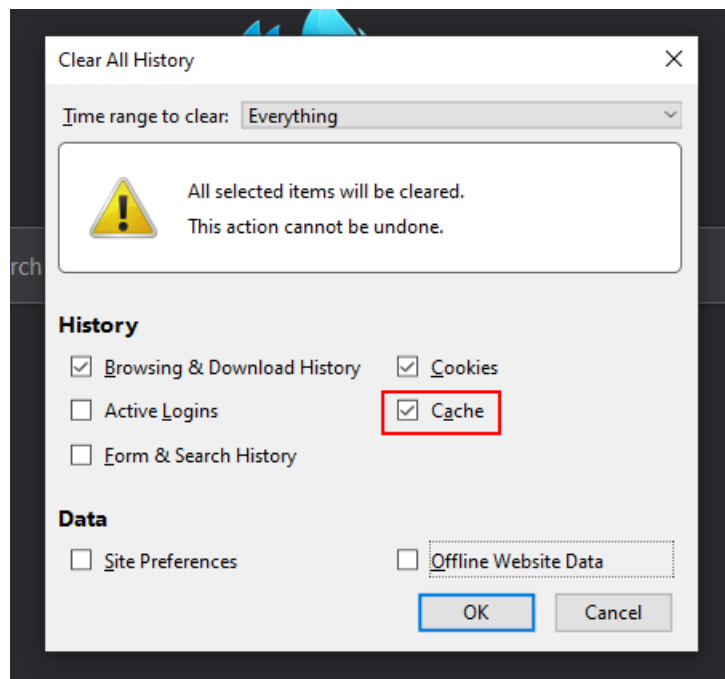 Clear All History
Time range to clear: Everything
All selected items will be cleared.
This action cannot be undone.
rch
History
Browsing & Download History Cookies
Active Logins Cache
Form & Search History
Data
Site Preferences Offline Website Data
OK Cancel